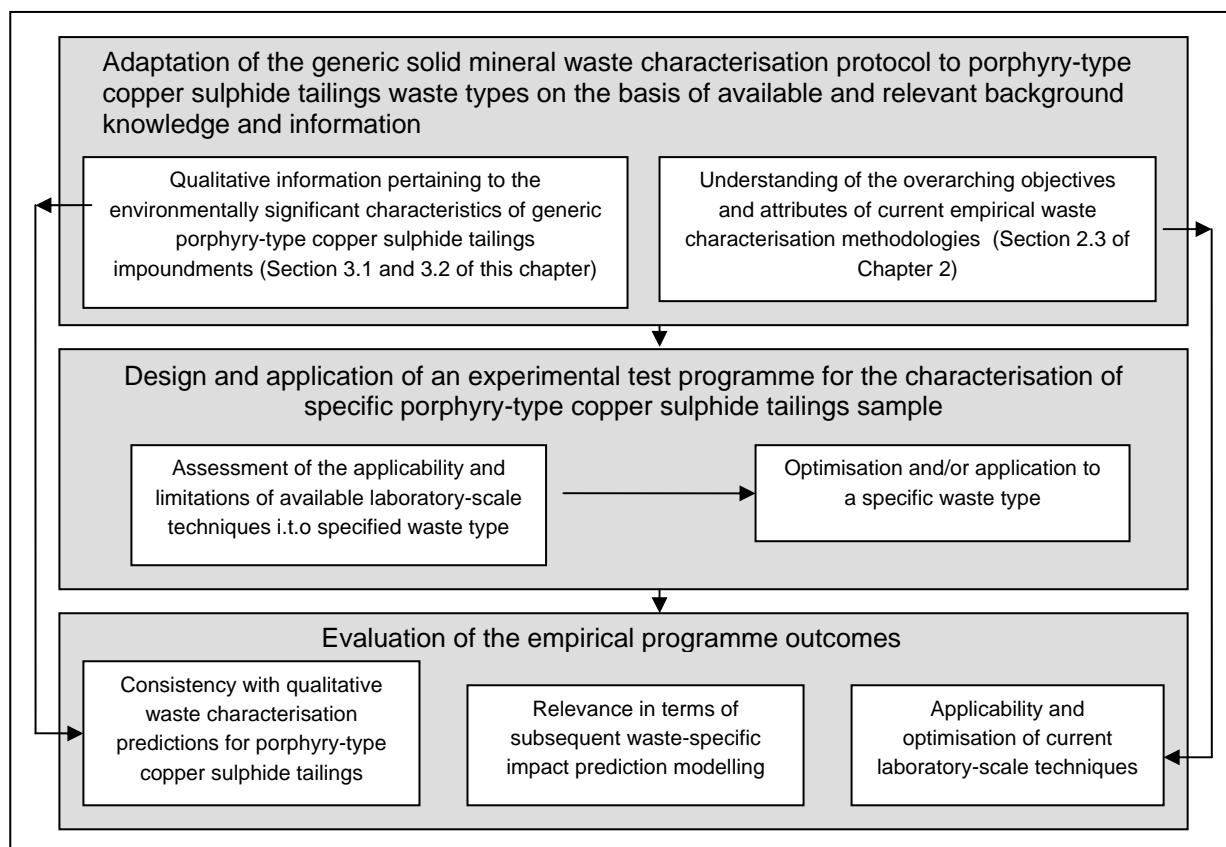 Adaptation of the generic solid mineral waste characterisation protocol to porphyry-type
copper sulphide tailings waste types on the basis of available and relevant background
knowledge and information
Qualitative information pertaining to the
environmentally significant characteristics of generic
porphyry-type copper sulphide tailings
impoundments (Section 3.1 and 3.2 of this chapter)
Understanding of the overarching objectives
and attributes of current empirical waste
characterisation methodologies (Section 2.3 of
Chapter 2)
Design and application of an experimental test programme for the characterisation of
specific porphyry-type copper sulphide tailings sample
Assessment of the applicability and
limitations of available laboratory-scale
techniques i.t.o specified waste type
Optimisation and/or application to
a specific waste type
Evaluation of the empirical programme outcomes
Consistency with qualitative
waste characterisation
predictions for porphyry-type
copper sulphide tailings
Relevance in terms of
subsequent waste-specific
impact prediction modelling
Applicability and
optimisation of current
laboratory-scale techniques